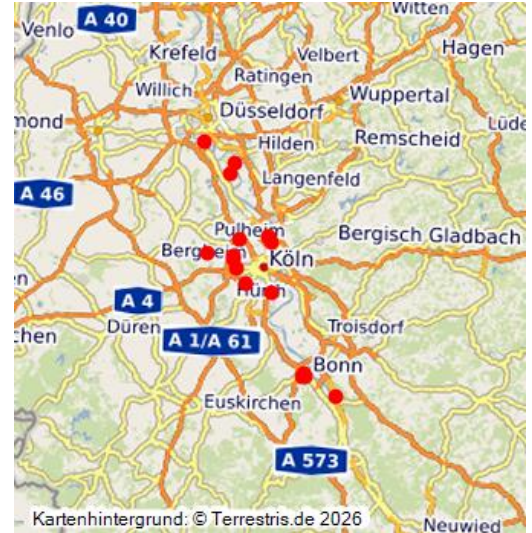 Witten
A 40
Venlo
Krefeld
Velbert
Hagen
Ratingen
Willich
Wuppertal
Düsseldorf
mond
Lüde
Hilden
Remscheid
Langenfeld
A 46
Pulheim
Bergisch Gladbach
Bergheim
Köln
en
Hürth
A 4
Düren
Troisdorf
chen
A 1/A 61
Bonn
Euskirchen
A 573
Kartenhintergrund: © Terrestris.de 2026
Neuwied